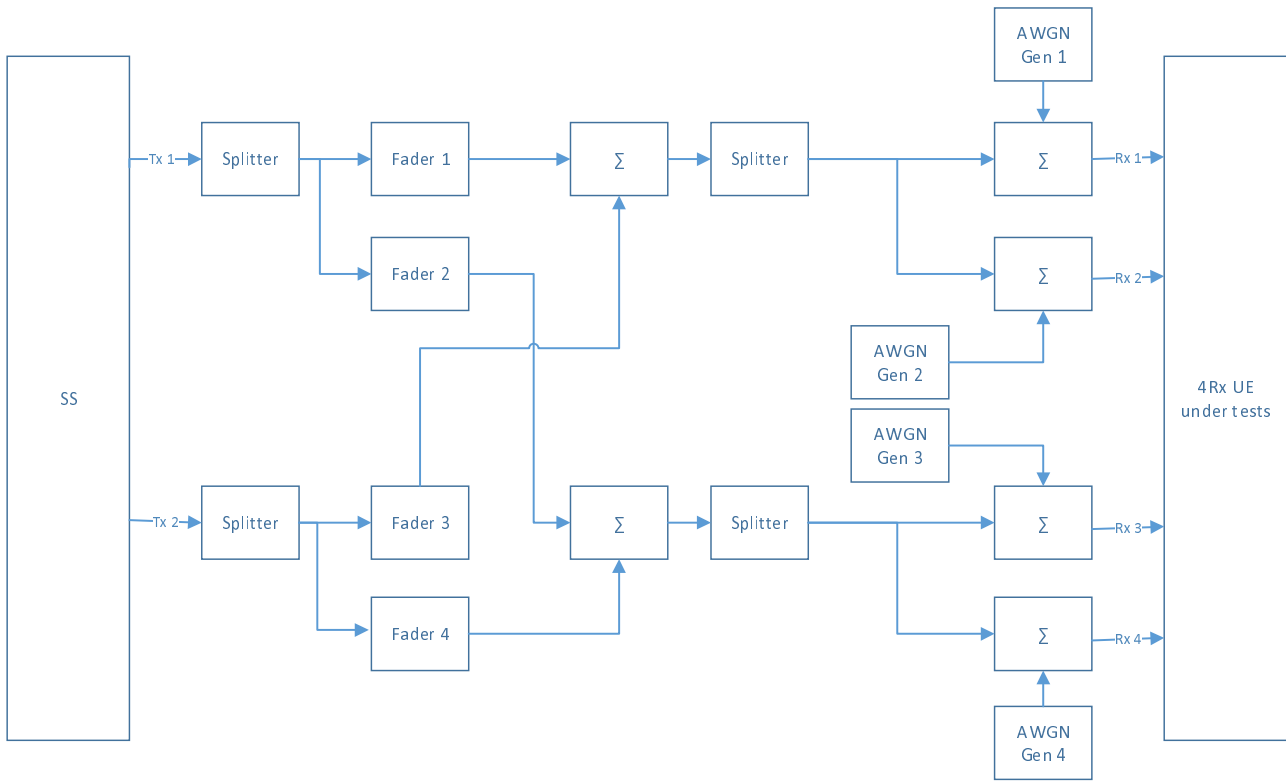 AWGN
Gen 1
Tx 1
Splitter
Fader 1
∑
Splitter
∑
Rx 1
Fader 2
∑
Rx 2
AWGN
Gen 2
SS
4Rx UE
under tests
AWGN
Gen 3
Tx 2
Splitter
Fader 3
∑
Splitter
∑
Rx 3
Fader 4
∑
Rx 4
AWGN
Gen 4